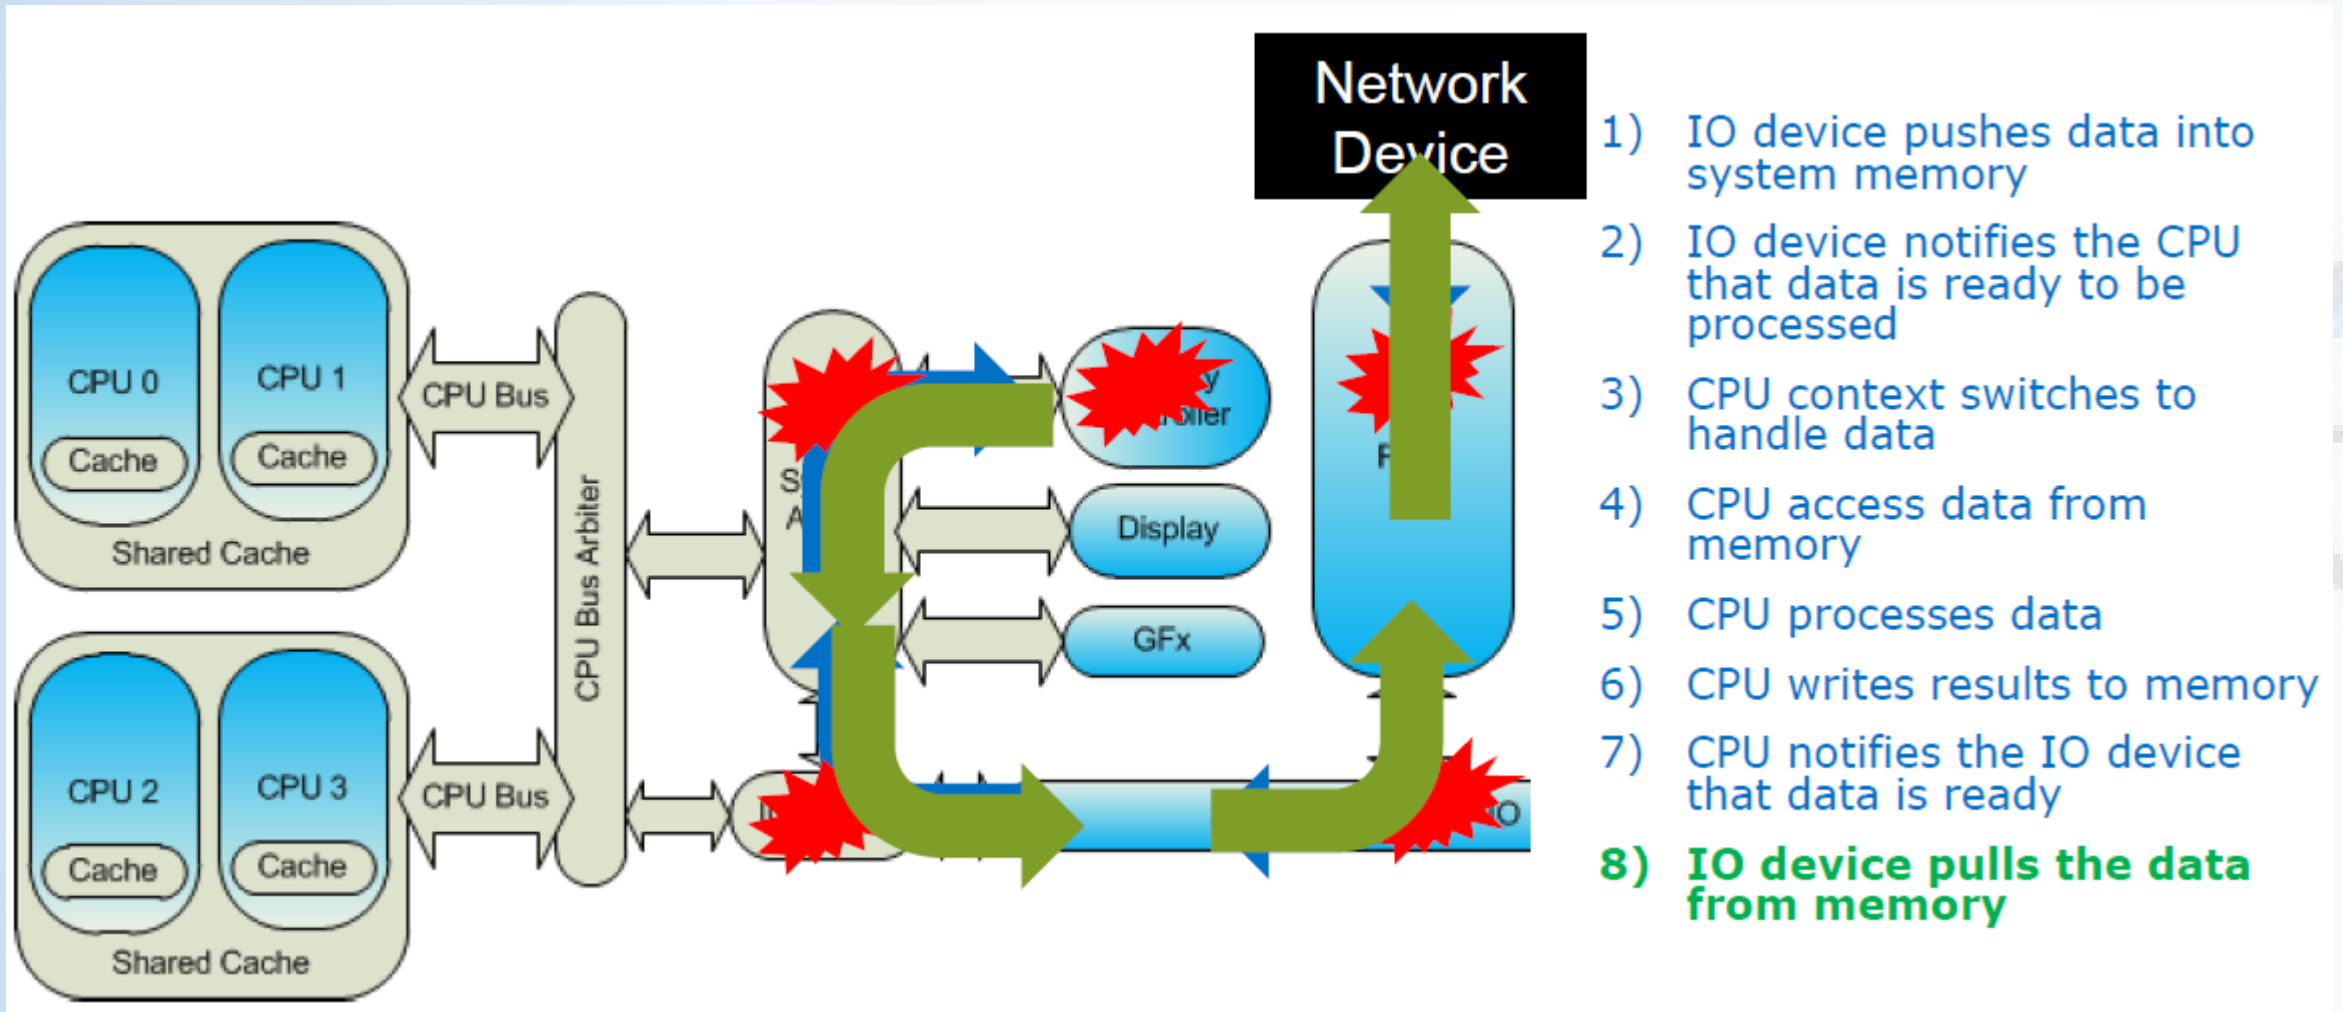 Network
Device
1) IO device pushes data into
system memory
2) IO device notifies the CPU
that data is ready to be
processed
3) CPU context switches to
handle data
4) CPU access data from
memory
5) CPU processes data
6) CPU writes results to memory
7) CPU notifies the IO device
that data is ready
8) IO device pulls the data
from memory
CPU 0
Cache
CPU 1
Cache
Shared Cache
CPU Bus
CPU 2
Cache
CPU 3
Cache
Shared Cache
CPU Bus
CPU Bus Arbiter
Display
GFx
IO